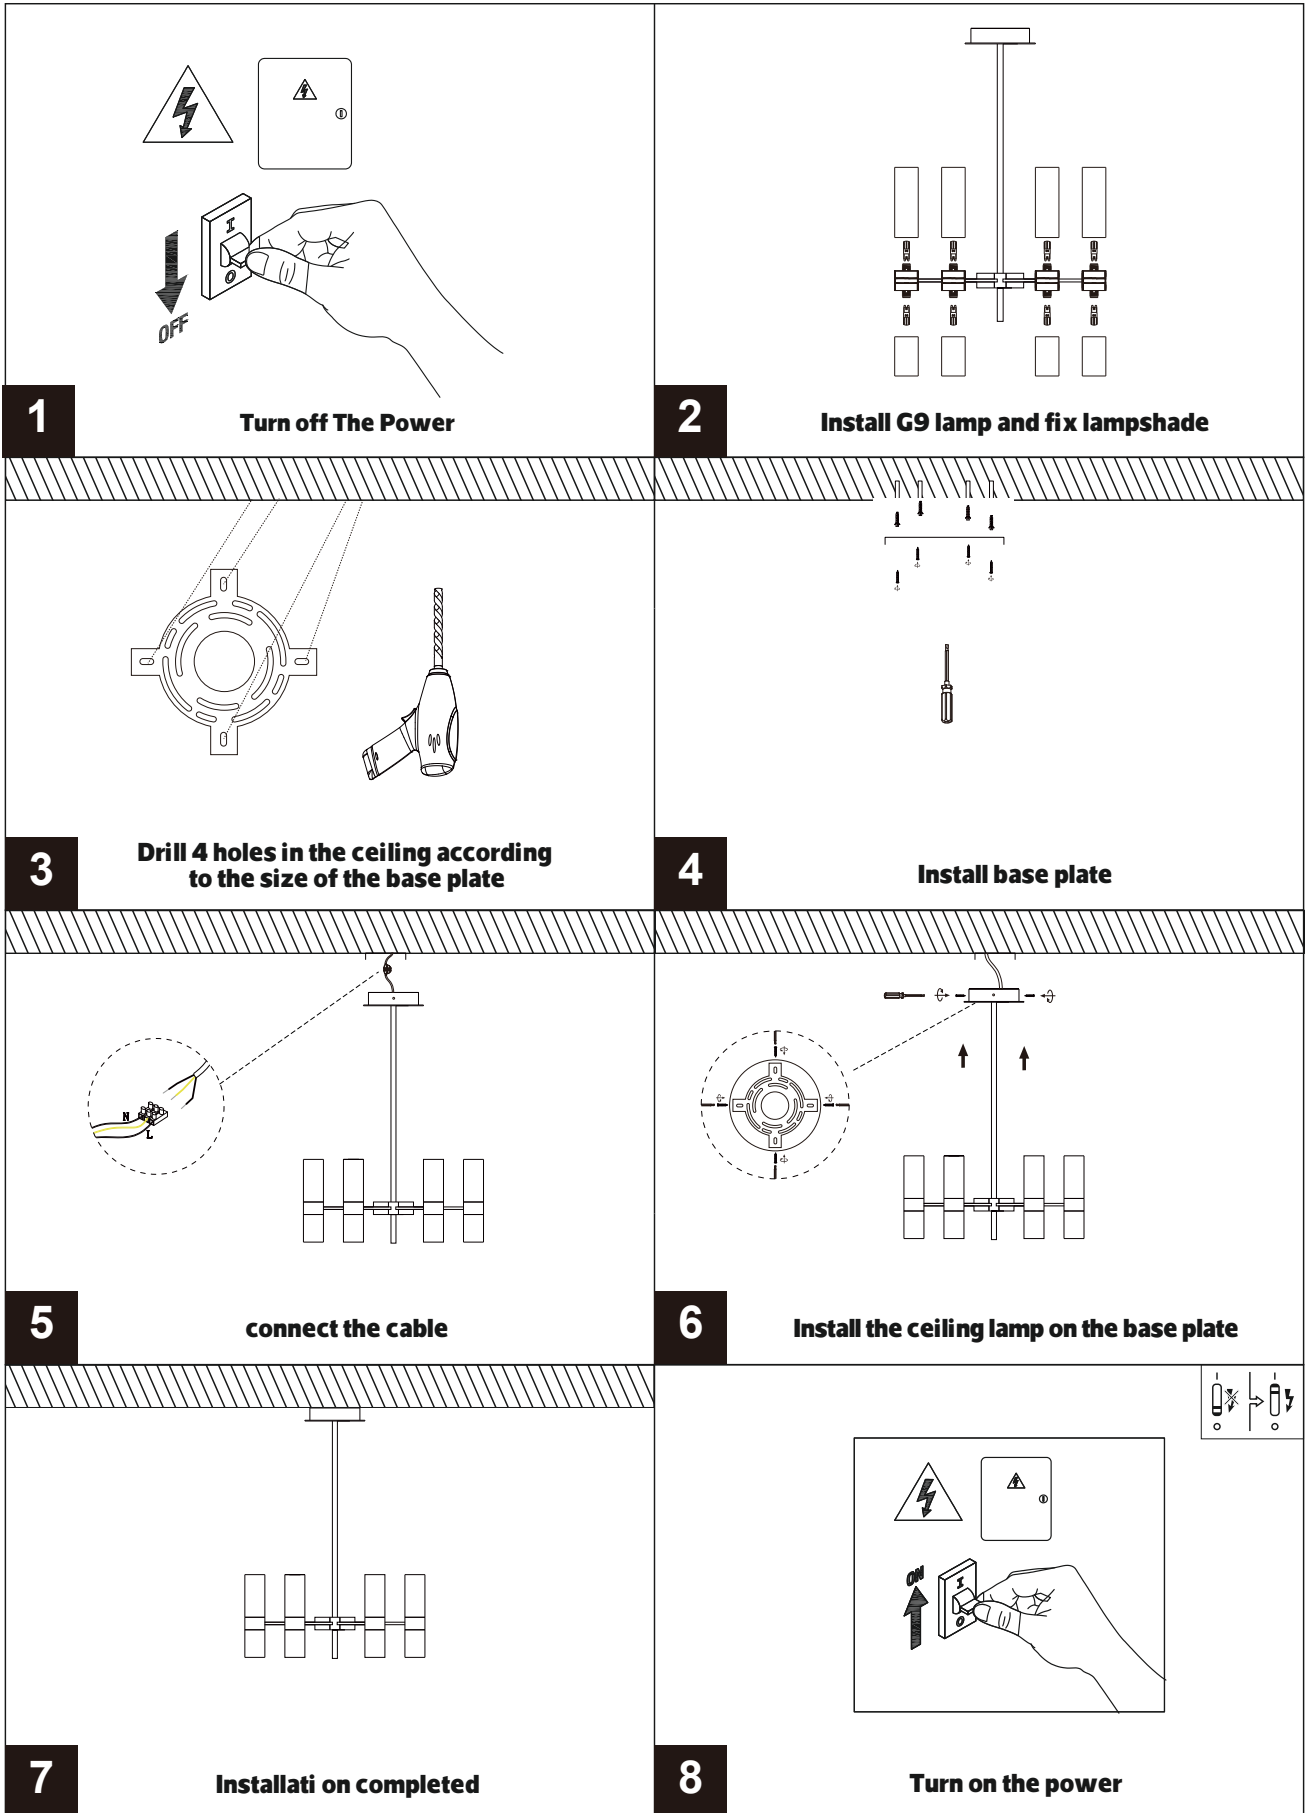 I
O
OFF
1
Turn off The Power
2
Install G9 lamp and fix lampshade
3
Drill 4 holes in the ceiling according
to the size of the base plate
4
Install base plate
N
L
5
connect the cable
6
Install the ceiling lamp on the base plate
7
Installati on completed
ON
I
O
8
Turn on the power